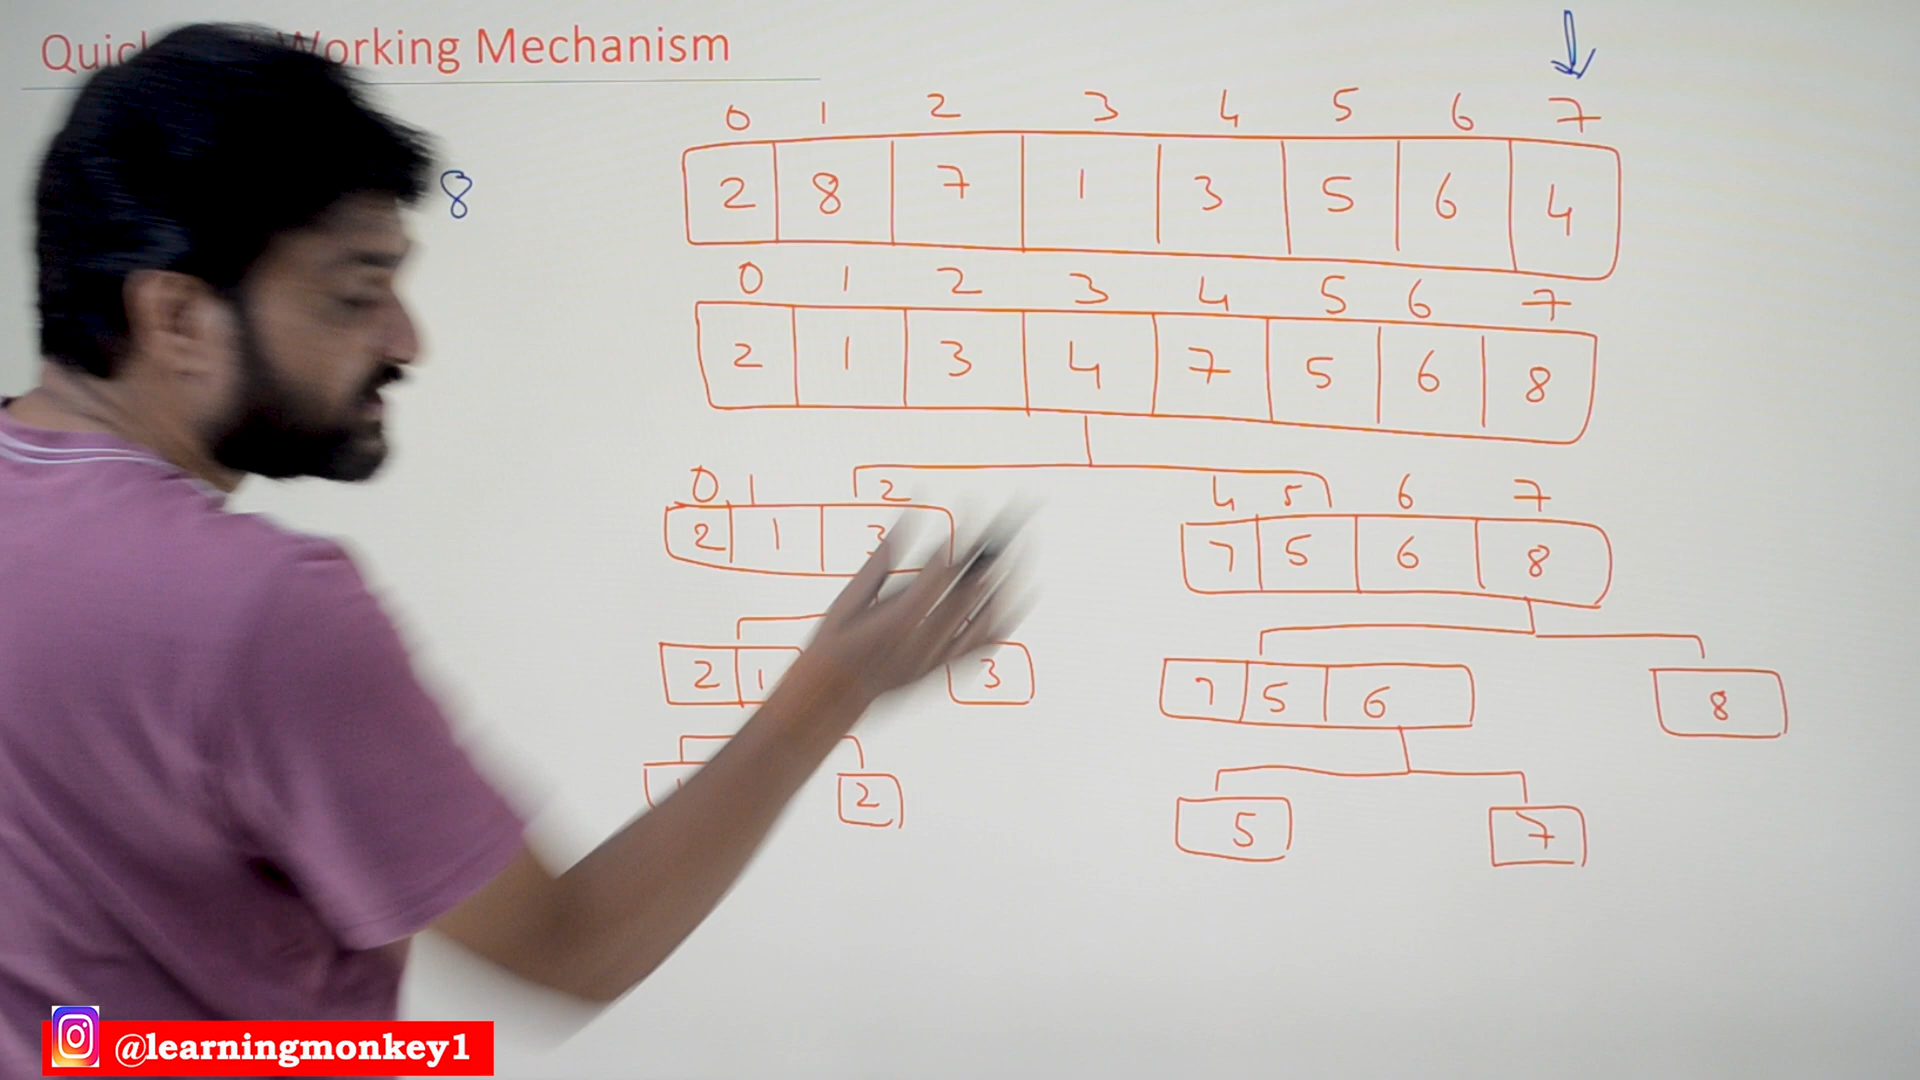 Quic Working Mechanism
8
0 1 2 3 4 5 6 7
2 8 7 1 3 5 6 4
0 1 2 3 4 5 6 7
2 1 3 4 7 5 6 8
0 1 2 4 5 6 7
2 1 3 7 5 6 8
2 1 3 7 5 6 8
2 5 7
@learningmonkey1